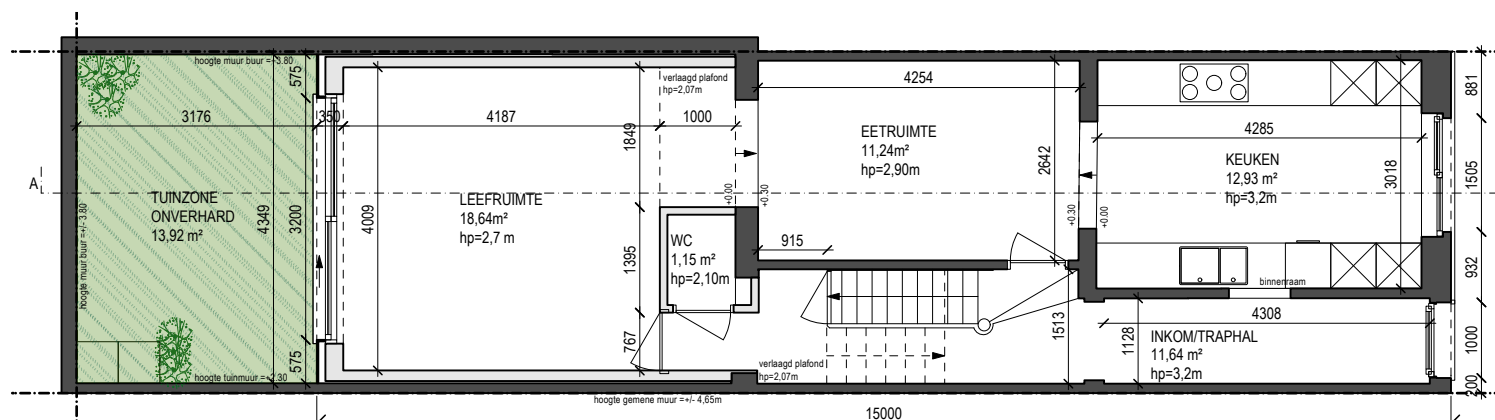 hoogte muur buur =+-3.80
575
verlaagd plafond
hp=2,07m
881
3176
350
4187
1000
1849
4254
4285
A
TUINZONE
ONVERHARD
13,92 m²
4349
3200
4009
LEEFRUIMTE
18,64m²
hp=2,7 m
EETRUIMTE
11,24m²
hp=2,90m
2642
KEUKEN
12,93 m²
hp=3,2m
3018
1505
+0.00
+0.30
+0.30
+0.00
hoogte muur buur =+/- 3.80
1395
WC
1,15 m²
hp=2,10m
915
932
binnenraam
767
1513
1128
4308
INKOM/TRAPHAL
11,64 m²
hp=3,2m
1000
575
verlaagd plafond
hp=2,07m
hoogte tuinmuur =+2.30
200
hoogte gemene muur =+/- 4,65m
15000